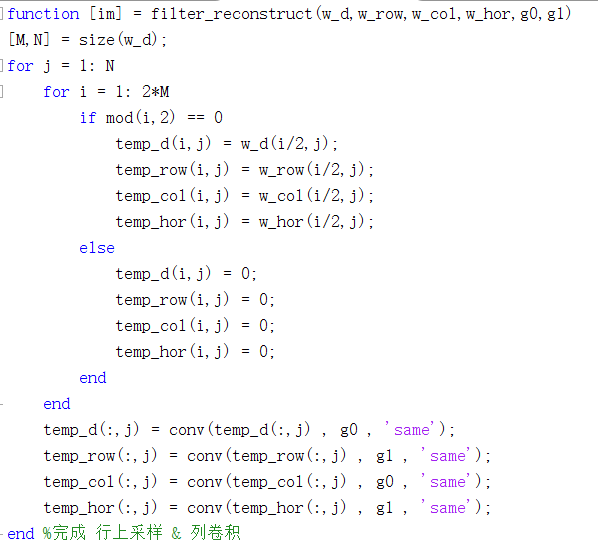 function [im] = filter_reconstruct(w_d,w_row,w_col,w_hor,g0,g1)
[M,N] = size(w_d);
for j = 1: N
    for i = 1: 2*M
        if mod(i,2) == 0
            temp_d(i,j) = w_d(i/2,j);
            temp_row(i,j) = w_row(i/2,j);
            temp_col(i,j) = w_col(i/2,j);
            temp_hor(i,j) = w_hor(i/2,j);
        else
            temp_d(i,j) = 0;
            temp_row(i,j) = 0;
            temp_col(i,j) = 0;
            temp_hor(i,j) = 0;
        end
    end
    temp_d(:,j) = conv(temp_d(:,j) , g0 , 'same');
    temp_row(:,j) = conv(temp_row(:,j) , g1 , 'same');
    temp_col(:,j) = conv(temp_col(:,j) , g0 , 'same');
    temp_hor(:,j) = conv(temp_hor(:,j) , g1 , 'same');
end %完成 行上采样 & 列卷积